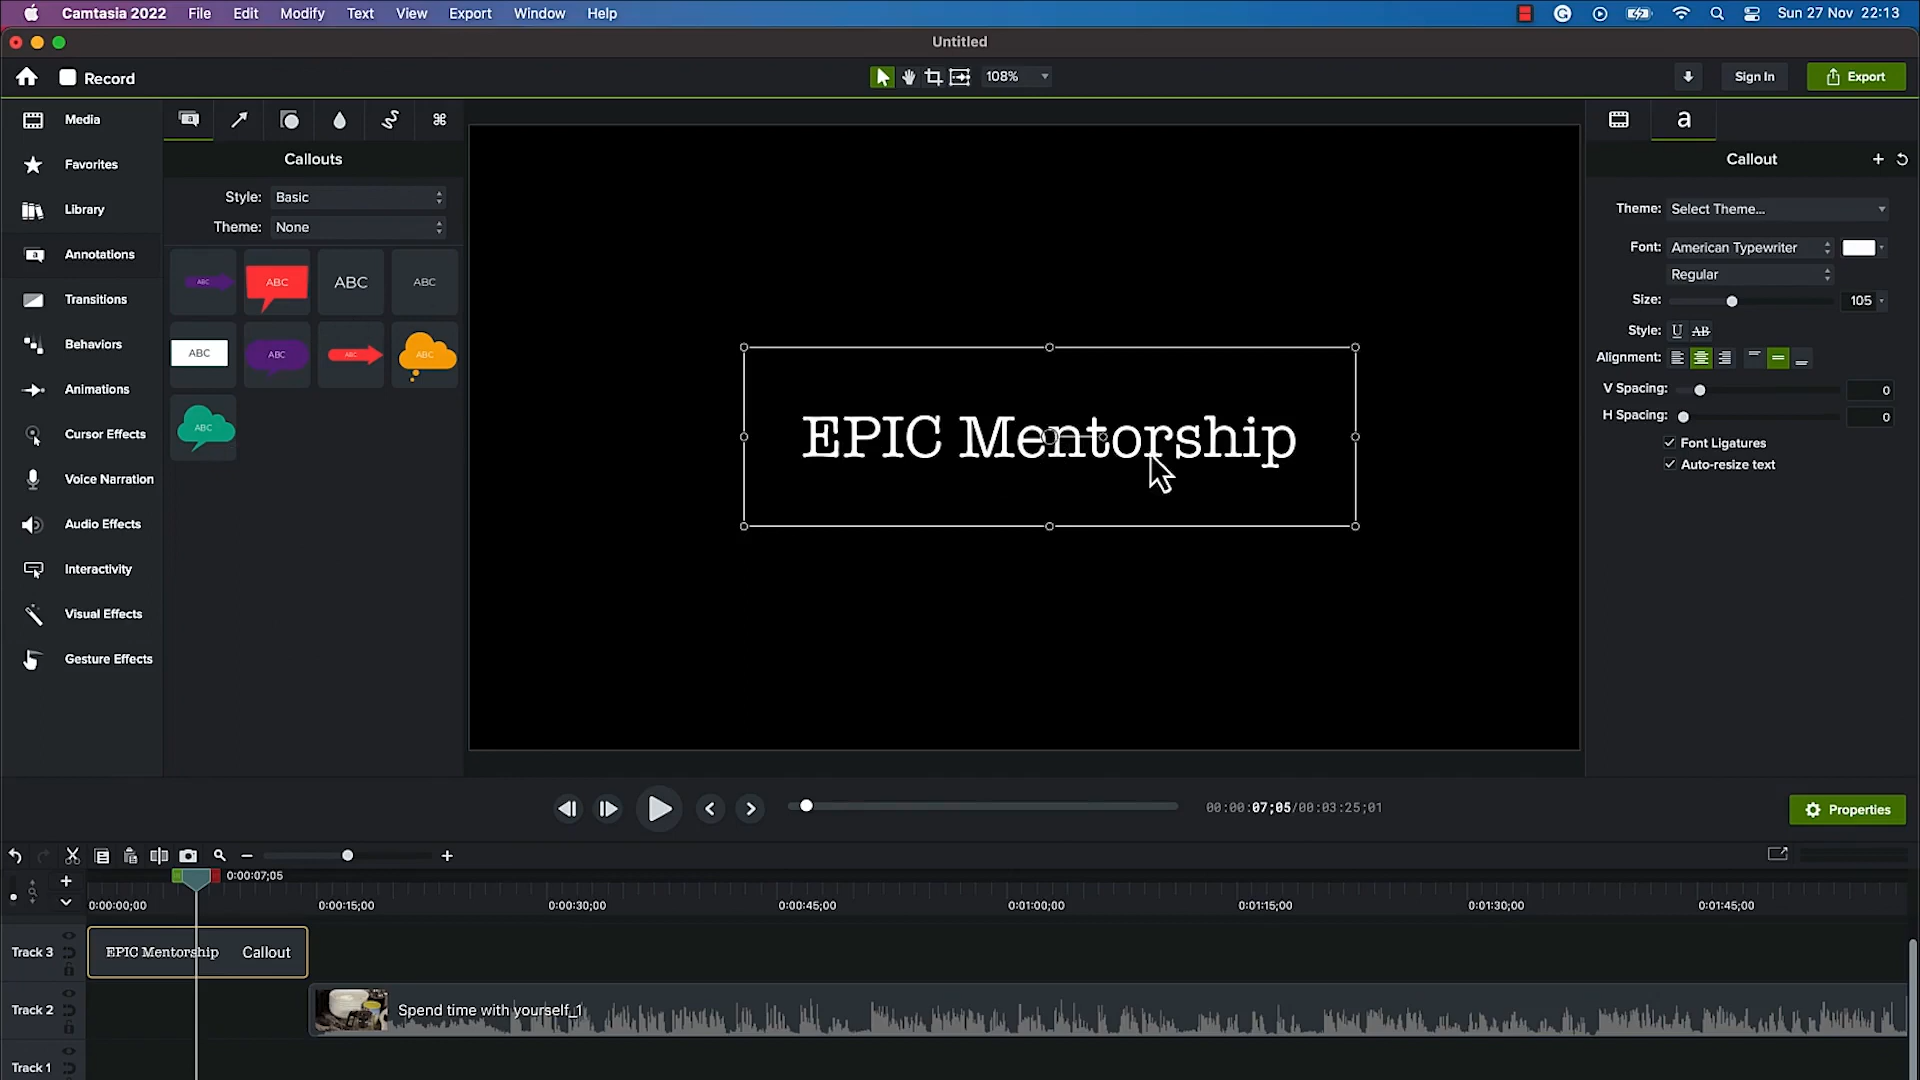 Camtasia 2022 File Edit Modify Text View Export Window Help Sun 27 Nov 22:13
Untitled
Record 108% Sign In Export
Media
Favorites
Library
Annotations
Transitions
Behaviors
Animations
Cursor Effects
Voice Narration
Audio Effects
Interactivity
Visual Effects
Gesture Effects
Callouts
Style: Basic
Theme: None
ABC ABC ABC ABC
ABC ABC ABC ABC
ABC
EPIC Mentorship
a
Callout
Theme: Select Theme...
Font: American Typewriter
Regular
Size: 105
Style: U AB
Alignment:
V Spacing: 0
H Spacing: 0
Font Ligatures
Auto-resize text
00:00:07;05/00:03:25;01
Properties
0:00:07;05
0:00:00;00 0:00:15;00 0:00:30;00 0:00:45;00 0:01:00;00 0:01:15;00 0:01:30;00 0:01:45;00
Track 3 EPIC Mentorship Callout
Track 2 Spend time with yourself_1
Track 1